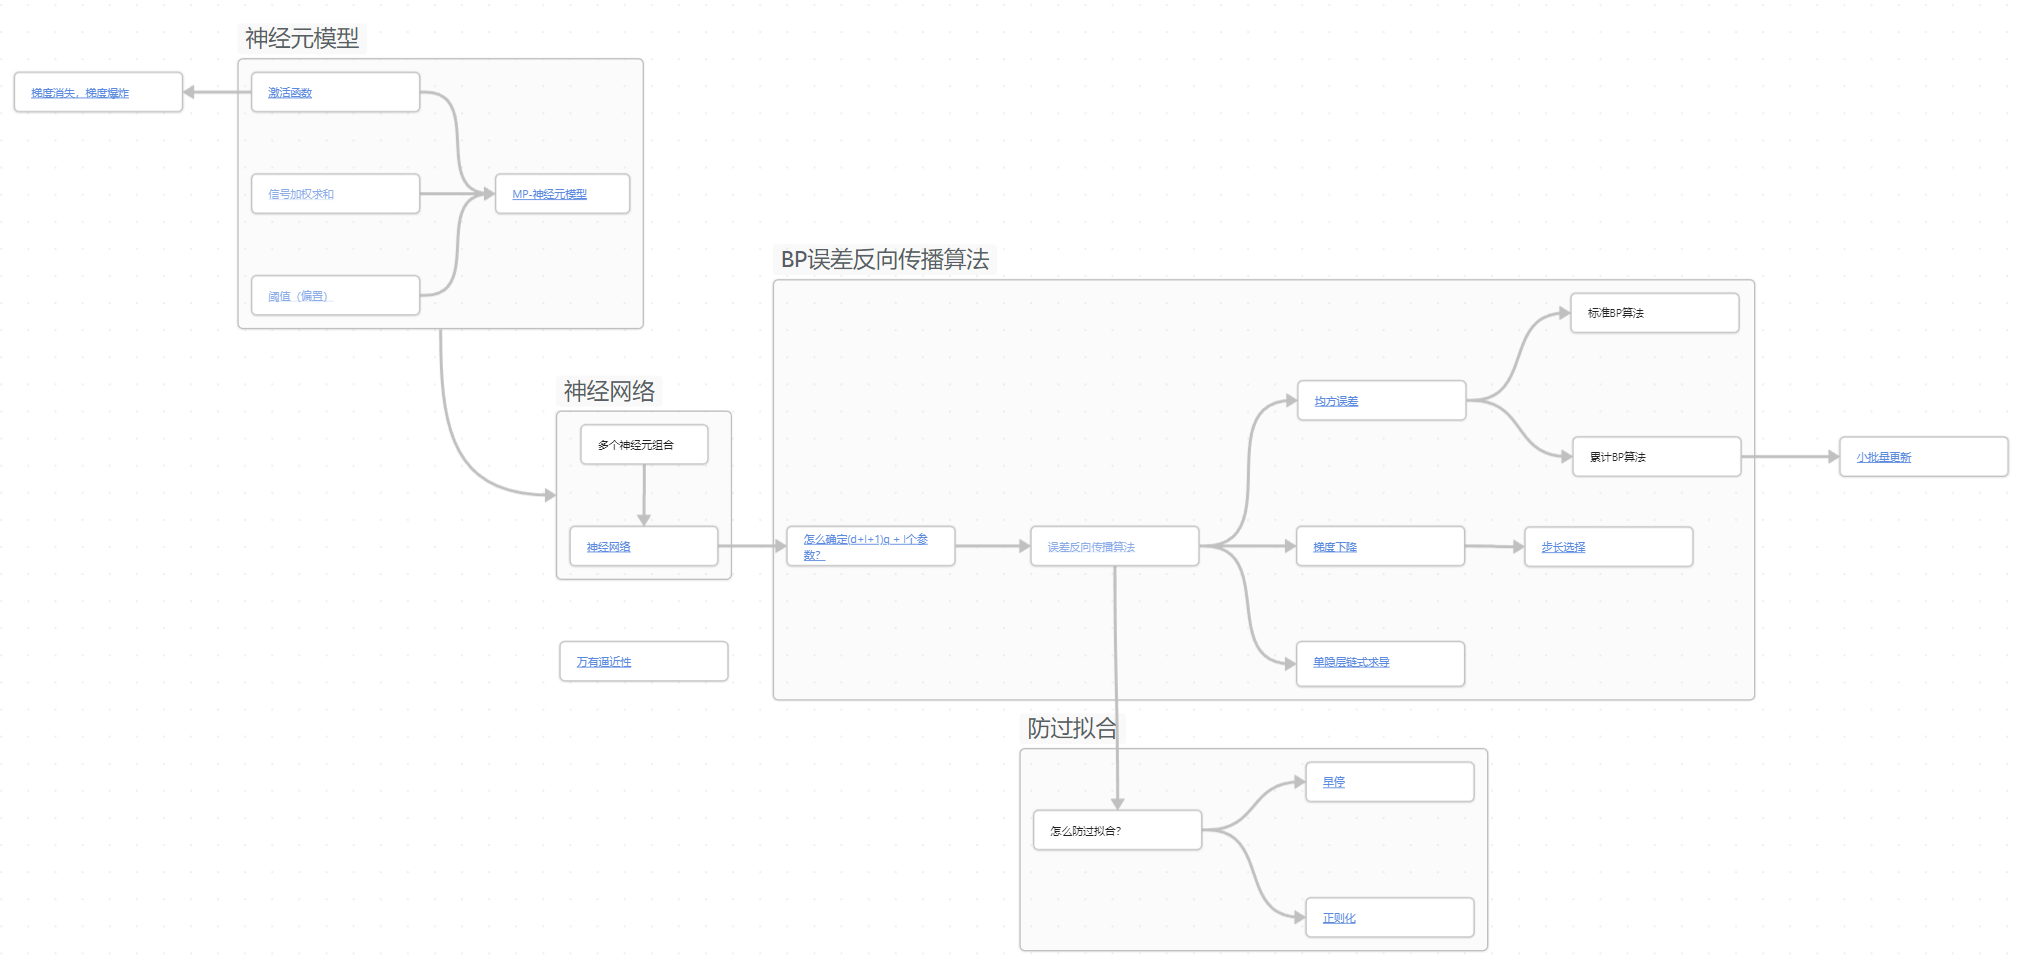 神经元模型
梯度消失，梯度爆炸
激活函数
信号加权求和
MP-神经元模型
阈值（偏置）
BP误差反向传播算法
标准BP算法
神经网络
均方误差
多个神经元组合
累计BP算法
小批量更新
神经网络
怎么确定(d+l+1)q + l个参
数？
误差反向传播算法
梯度下降
步长选择
万有逼近性
单隐层链式求导
防过拟合
早停
怎么防过拟合？
正则化